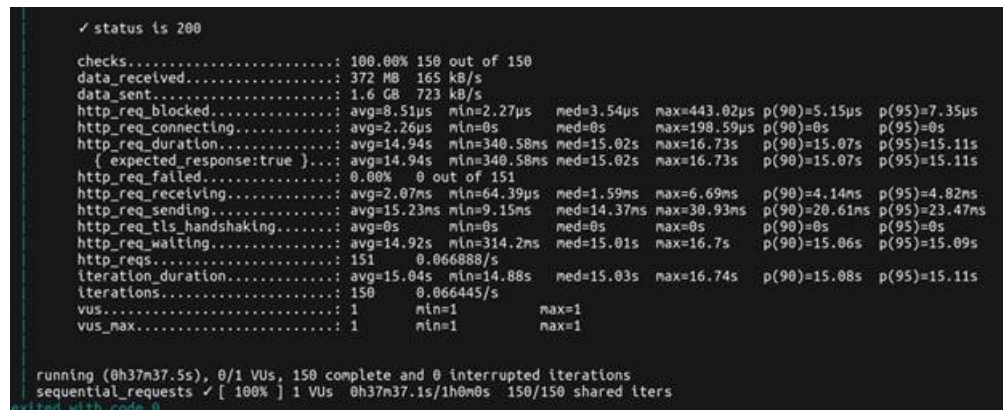 ✓ status is 200
checks.........................: 100.00% 150 out of 150
data_received..................: 372 MB 165 kB/s
data_sent......................: 1.6 GB 723 kB/s
http_req_blocked...............: avg=8.51µs min=2.27µs med=3.54µs max=443.02µs p(90)=5.15µs p(95)=7.35µs
http_req_connecting............: avg=2.26µs min=0s med=0s max=198.59µs p(90)=0s p(95)=0s
http_req_duration..............: avg=14.94s min=340.58ms med=15.02s max=16.73s p(90)=15.07s p(95)=15.11s
{ expected_response:true }...: avg=14.94s min=340.58ms med=15.02s max=16.73s p(90)=15.07s p(95)=15.11s
http_req_failed................: 0.00% 0 out of 151
http_req_receiving.............: avg=2.07ms min=64.39µs med=1.59ms max=6.69ms p(90)=4.14ms p(95)=4.82ms
http_req_sending...............: avg=15.23ms min=9.15ms med=14.37ms max=30.93ms p(90)=20.61ms p(95)=23.47ms
http_req_tls_handshaking.......: avg=0s min=0s med=0s max=0s p(90)=0s p(95)=0s
http_req_waiting...............: avg=14.92s min=314.2ms med=15.01s max=16.7s p(90)=15.06s p(95)=15.09s
http_reqs......................: 151 0.066888/s
iteration_duration.............: avg=15.04s min=14.88s med=15.03s max=16.74s p(90)=15.08s p(95)=15.11s
iterations.....................: 150 0.066445/s
vus............................: 1 min=1 max=1
vus_max........................: 1 min=1 max=1
running (0h37m37.5s), 0/1 VUs, 150 complete and 0 interrupted iterations
sequential_requests ✓ [ 100% ] 1 VUs 0h37m37.1s/1h0m0s 150/150 shared iters
exited with code 0